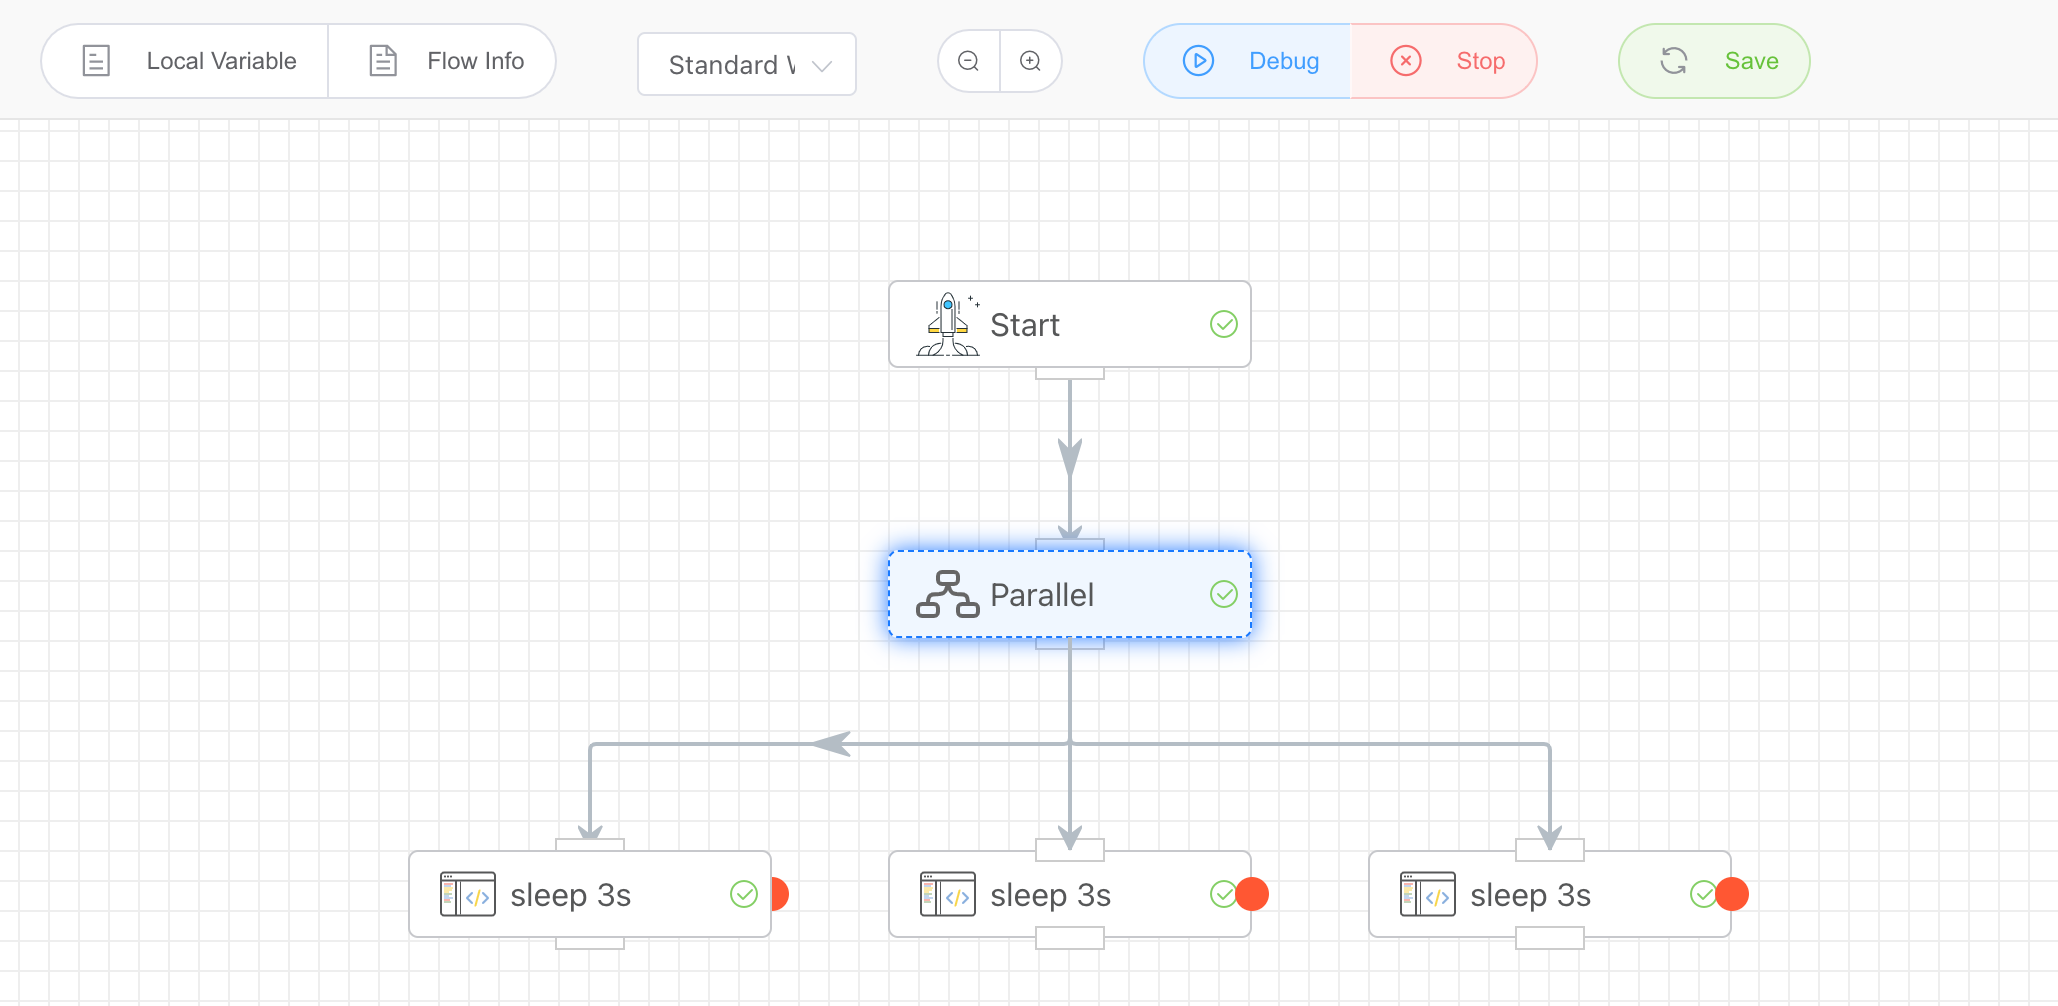 Local Variable
Flow Info
Standard
Debug
Stop
Save
Start
Parallel
sleep 3s
sleep 3s
sleep 3s